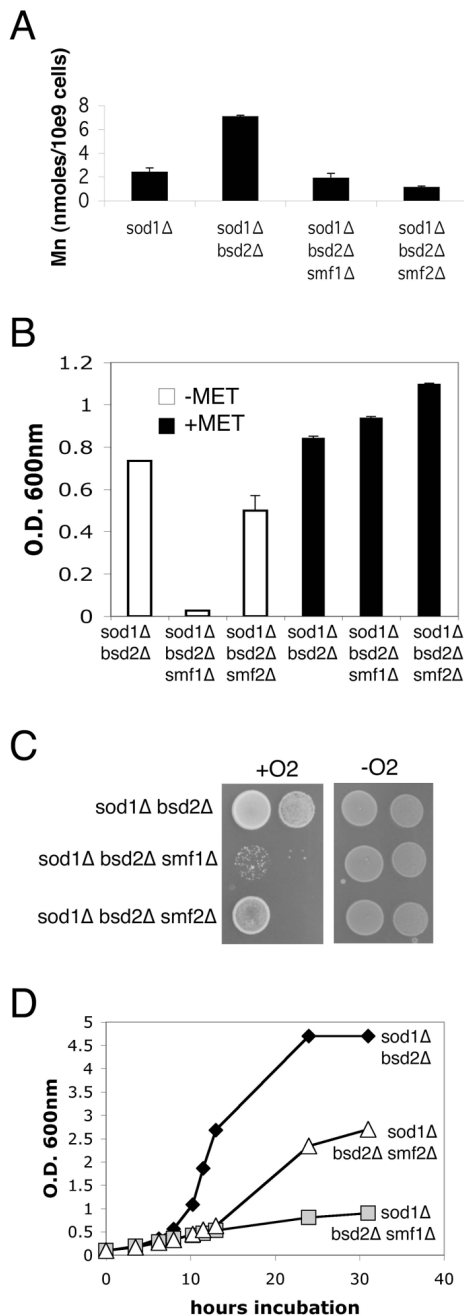 A
Mn (nmoles/10e9 cells)
8
6
4
2
0
sod1Δ
sod1Δ
bsd2Δ
sod1Δ
bsd2Δ
smf1Δ
sod1Δ
bsd2Δ
smf2Δ
B
O.D. 600nm
1.2
1
0.8
0.6
0.4
0.2
0
-MET
+MET
sod1Δ
bsd2Δ
sod1Δ
bsd2Δ
smf1Δ
sod1Δ
bsd2Δ
smf2Δ
sod1Δ
bsd2Δ
sod1Δ
bsd2Δ
smf1Δ
sod1Δ
bsd2Δ
smf2Δ
C
+O2
-O2
sod1Δ bsd2Δ
sod1Δ bsd2Δ smf1Δ
sod1Δ bsd2Δ smf2Δ
D
O.D. 600nm
5
4.5
4
3.5
3
2.5
2
1.5
1
0.5
0
sod1Δ
bsd2Δ
sod1Δ
bsd2Δ smf2Δ
sod1Δ
bsd2Δ smf1Δ
0
10
20
30
40
hours incubation